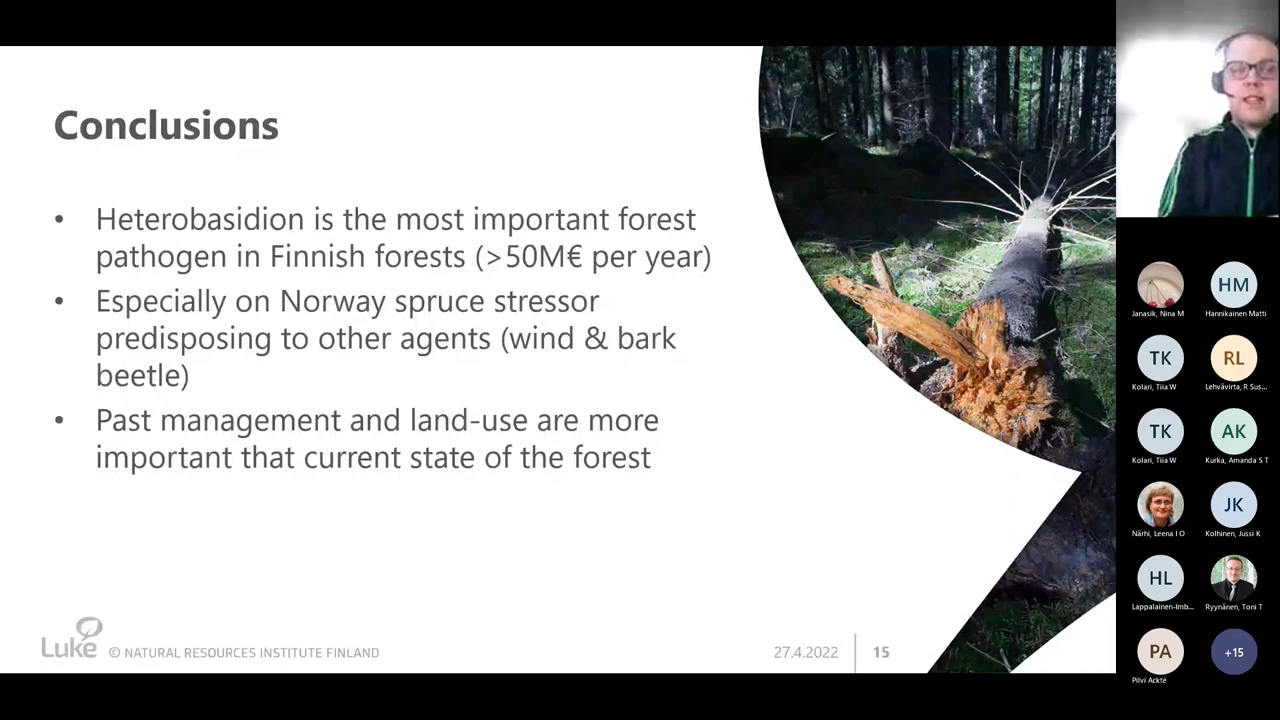 Conclusions
• Heterobasidion is the most important forest
pathogen in Finnish forests (>50M€ per year)
• Especially on Norway spruce stressor
predisposing to other agents (wind & bark
beetle)
• Past management and land-use are more
important that current state of the forest
Luke © NATURAL RESOURCES INSTITUTE FINLAND
27.4.2022 15
Janasik, Nina M
HM
Hannikainen Matti
TK
Kolari, Tiia W
RL
Lehvävirta, R Sus...
TK
Kolari, Tiia W
AK
Kurka, Amanda S T
Närhi, Leena I O
JK
Kolhinen, Jussi K
HL
Lappalainen-Imb...
Ryynänen, Toni T
PA
Pilvi Ackté
+15